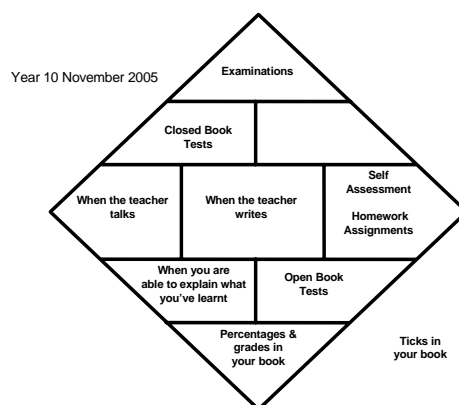 Examinations
Year 10 November 2005
Closed Book
Tests
Self
Assessment
When the teacher
talks
When the teacher
writes
Homework
Assignments
When you are
able to explain what
you've learnt
Open Book
Tests
Percentages &
grades in
your book
Ticks in
your book